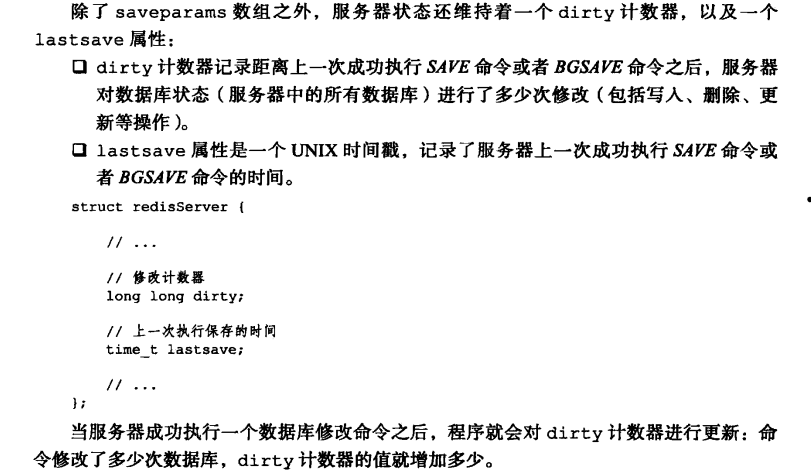 除了 saveparams 数组之外，服务器状态还维持着一个 dirty 计数器，以及一个
lastsave 属性：
❑ dirty 计数器记录距离上一次成功执行 SAVE 命令或者 BGSAVE 命令之后，服务器
对数据库状态（服务器中的所有数据库）进行了多少次修改（包括写入、删除、更
新等操作）。
❑ lastsave 属性是一个 UNIX 时间戳，记录了服务器上一次成功执行 SAVE 命令或
者 BGSAVE 命令的时间。
struct redisServer {
// ...
// 修改计数器
long long dirty;
// 上一次执行保存的时间
time_t lastsave;
// ...
};
当服务器成功执行一个数据库修改命令之后，程序就会对 dirty 计数器进行更新：命
令修改了多少次数据库，dirty 计数器的值就增加多少。